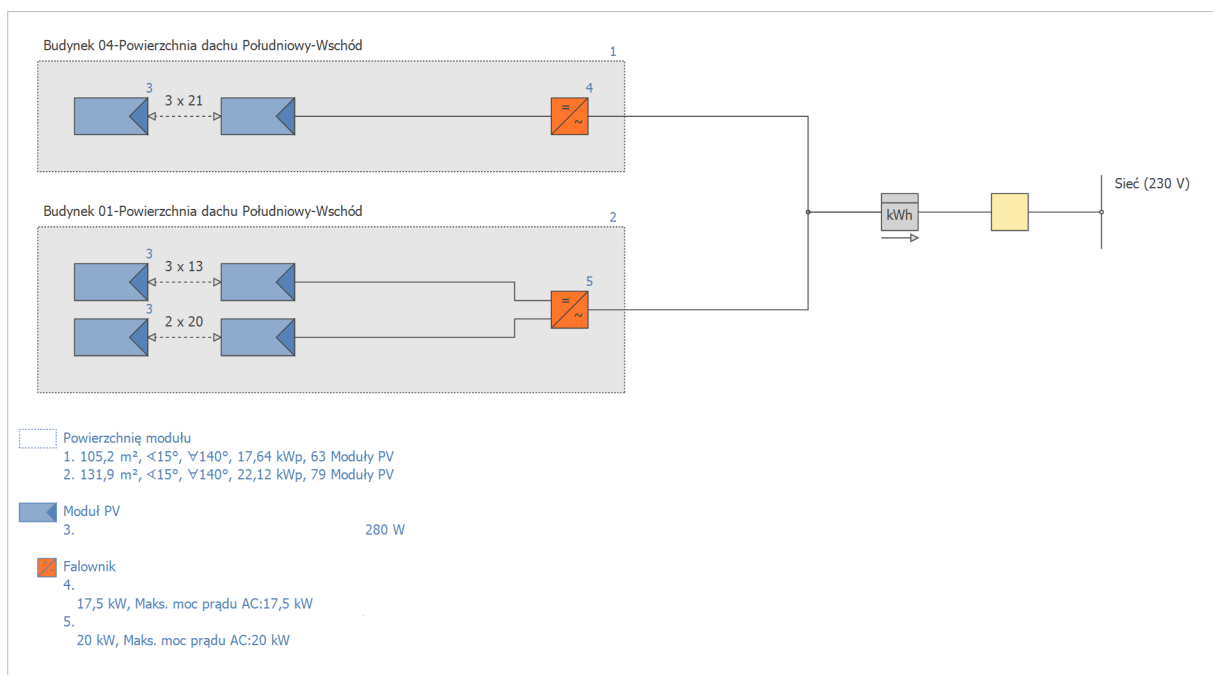 Budynek 04-Powierzchnia dachu Południowy-Wschód
1
3
3 x 21
4
=
~
Budynek 01-Powierzchnia dachu Południowy-Wschód
2
3
3 x 13
3
2 x 20
5
=
~
kWh
Sieć (230 V)
Powierzchnię modułu
1. 105,2 m², ∢15°, ∀140°, 17,64 kWp, 63 Moduły PV
2. 131,9 m², ∢15°, ∀140°, 22,12 kWp, 79 Moduły PV
Moduł PV
3. 280 W
Falownik
4.
17,5 kW, Maks. moc prądu AC:17,5 kW
5.
20 kW, Maks. moc prądu AC:20 kW